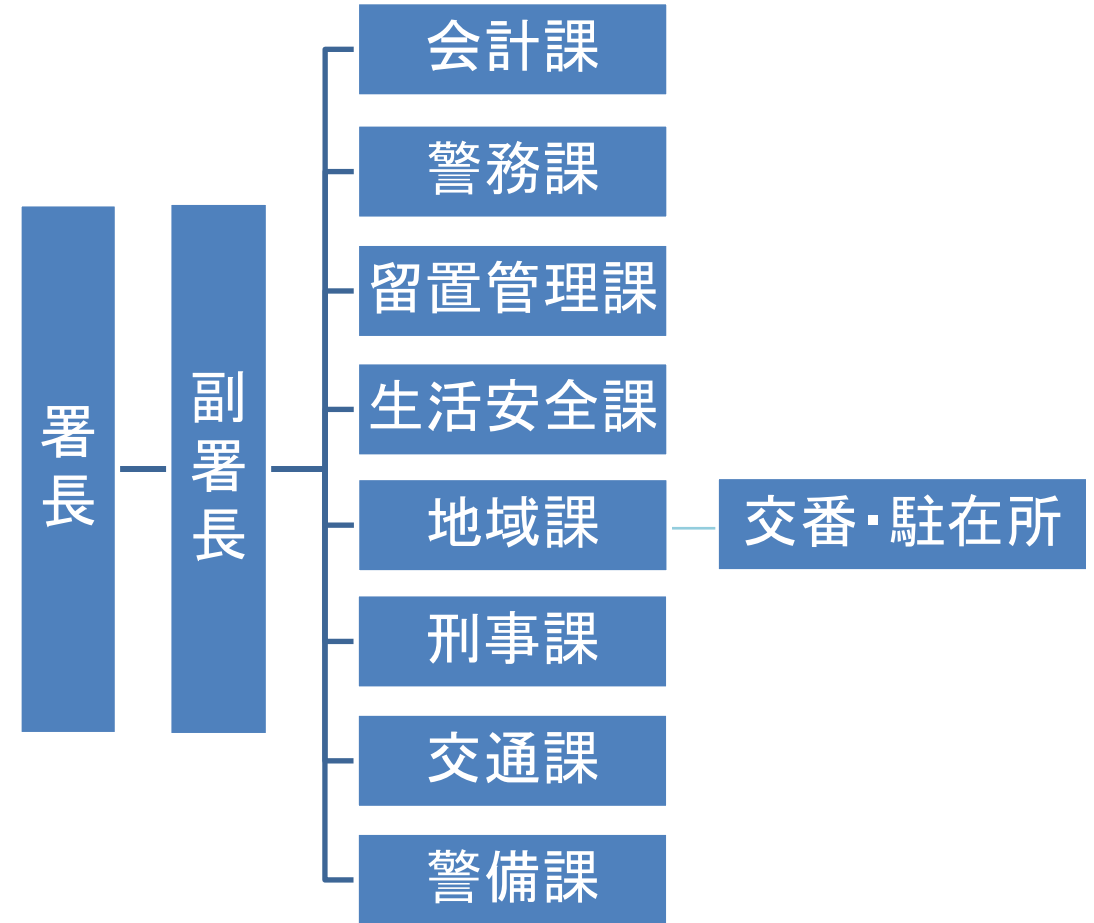 署長
副署長
会計課
警務課
留置管理課
生活安全課
地域課
交番・駐在所
刑事課
交通課
警備課